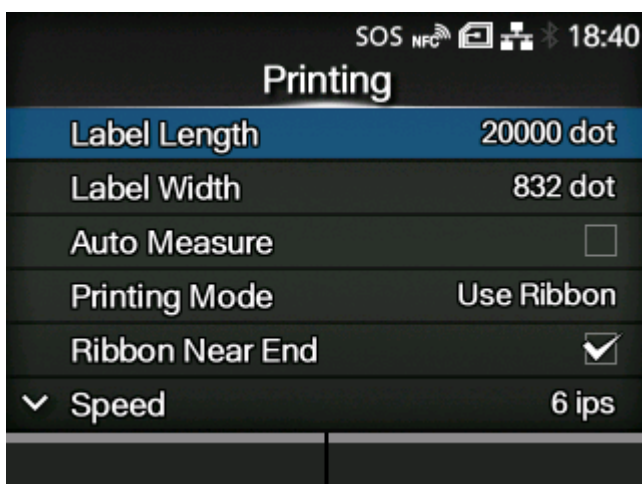 SOS NFC 18:40
Printing
Label Length 20000 dot
Label Width 832 dot
Auto Measure
Printing Mode Use Ribbon
Ribbon Near End
Speed 6 ips